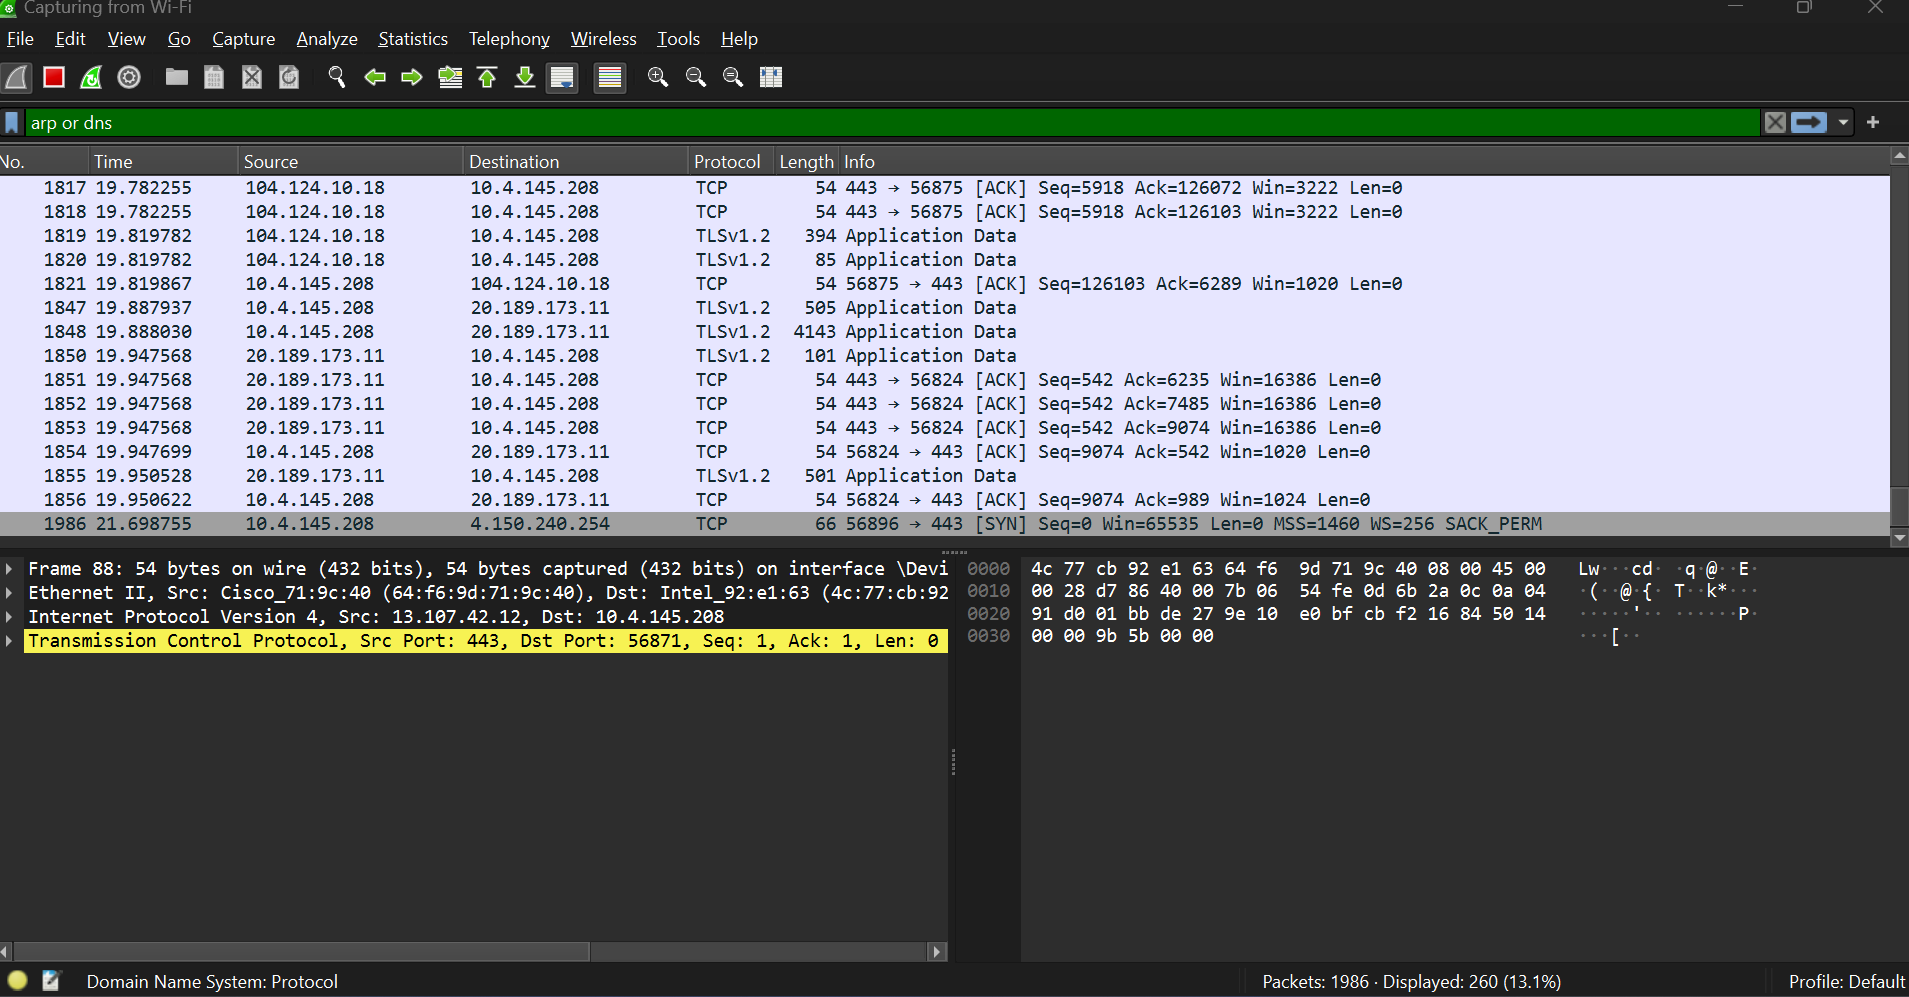 Capturing from Wi-Fi
File Edit View Go Capture Analyze Statistics Telephony Wireless Tools Help
arp or dns
No. Time Source Destination Protocol Length Info
1817 19.782255 104.124.10.18 10.4.145.208 TCP 54 443 → 56875 [ACK] Seq=5918 Ack=126072 Win=3222 Len=0
1818 19.782255 104.124.10.18 10.4.145.208 TCP 54 443 → 56875 [ACK] Seq=5918 Ack=126103 Win=3222 Len=0
1819 19.819782 104.124.10.18 10.4.145.208 TLSv1.2 394 Application Data
1820 19.819782 104.124.10.18 10.4.145.208 TLSv1.2 85 Application Data
1821 19.819867 10.4.145.208 104.124.10.18 TCP 54 56875 → 443 [ACK] Seq=126103 Ack=6289 Win=1020 Len=0
1847 19.887937 10.4.145.208 20.189.173.11 TLSv1.2 505 Application Data
1848 19.888030 10.4.145.208 20.189.173.11 TLSv1.2 4143 Application Data
1850 19.947568 20.189.173.11 10.4.145.208 TLSv1.2 101 Application Data
1851 19.947568 20.189.173.11 10.4.145.208 TCP 54 443 → 56824 [ACK] Seq=542 Ack=6235 Win=16386 Len=0
1852 19.947568 20.189.173.11 10.4.145.208 TCP 54 443 → 56824 [ACK] Seq=542 Ack=7485 Win=16386 Len=0
1853 19.947568 20.189.173.11 10.4.145.208 TCP 54 443 → 56824 [ACK] Seq=542 Ack=9074 Win=16386 Len=0
1854 19.947699 10.4.145.208 20.189.173.11 TCP 54 56824 → 443 [ACK] Seq=9074 Ack=542 Win=1020 Len=0
1855 19.950528 20.189.173.11 10.4.145.208 TLSv1.2 501 Application Data
1856 19.950622 10.4.145.208 20.189.173.11 TCP 54 56824 → 443 [ACK] Seq=9074 Ack=989 Win=1024 Len=0
1986 21.698755 10.4.145.208 4.150.240.254 TCP 66 56896 → 443 [SYN] Seq=0 Win=65535 Len=0 MSS=1460 WS=256 SACK_PERM
Frame 88: 54 bytes on wire (432 bits), 54 bytes captured (432 bits) on interface \Devi
Ethernet II, Src: Cisco_71:9c:40 (64:f6:9d:71:9c:40), Dst: Intel_92:e1:63 (4c:77:cb:92
Internet Protocol Version 4, Src: 13.107.42.12, Dst: 10.4.145.208
Transmission Control Protocol, Src Port: 443, Dst Port: 56871, Seq: 1, Ack: 1, Len: 0
0000 4c 77 cb 92 e1 63 64 f6 9d 71 9c 40 08 00 45 00 Lw···cd· ·q·@··E·
0010 00 28 d7 86 40 00 7b 06 54 fe 0d 6b 2a 0c 0a 04 ·(··@·{· T··k*···
0020 91 d0 01 bb de 27 9e 10 e0 bf cb f2 16 84 50 14 ·····'·· ······P·
0030 00 00 9b 5b 00 00 ···[··
Domain Name System: Protocol
Packets: 1986 · Displayed: 260 (13.1%)
Profile: Default